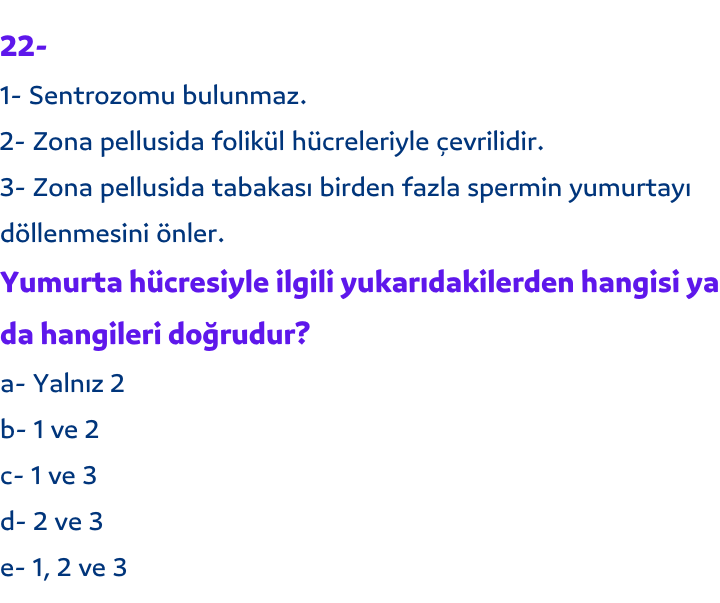 22-
1- Sentrozomu bulunmaz.
2- Zona pellusida folikül hücreleriyle çevrilidir.
3- Zona pellusida tabakası birden fazla spermin yumurtayı
döllenmesini önler.
Yumurta hücresiyle ilgili yukarıdakilerden hangisi ya
da hangileri doğrudur?
a- Yalnız 2
b- 1 ve 2
c- 1 ve 3
d- 2 ve 3
e- 1, 2 ve 3